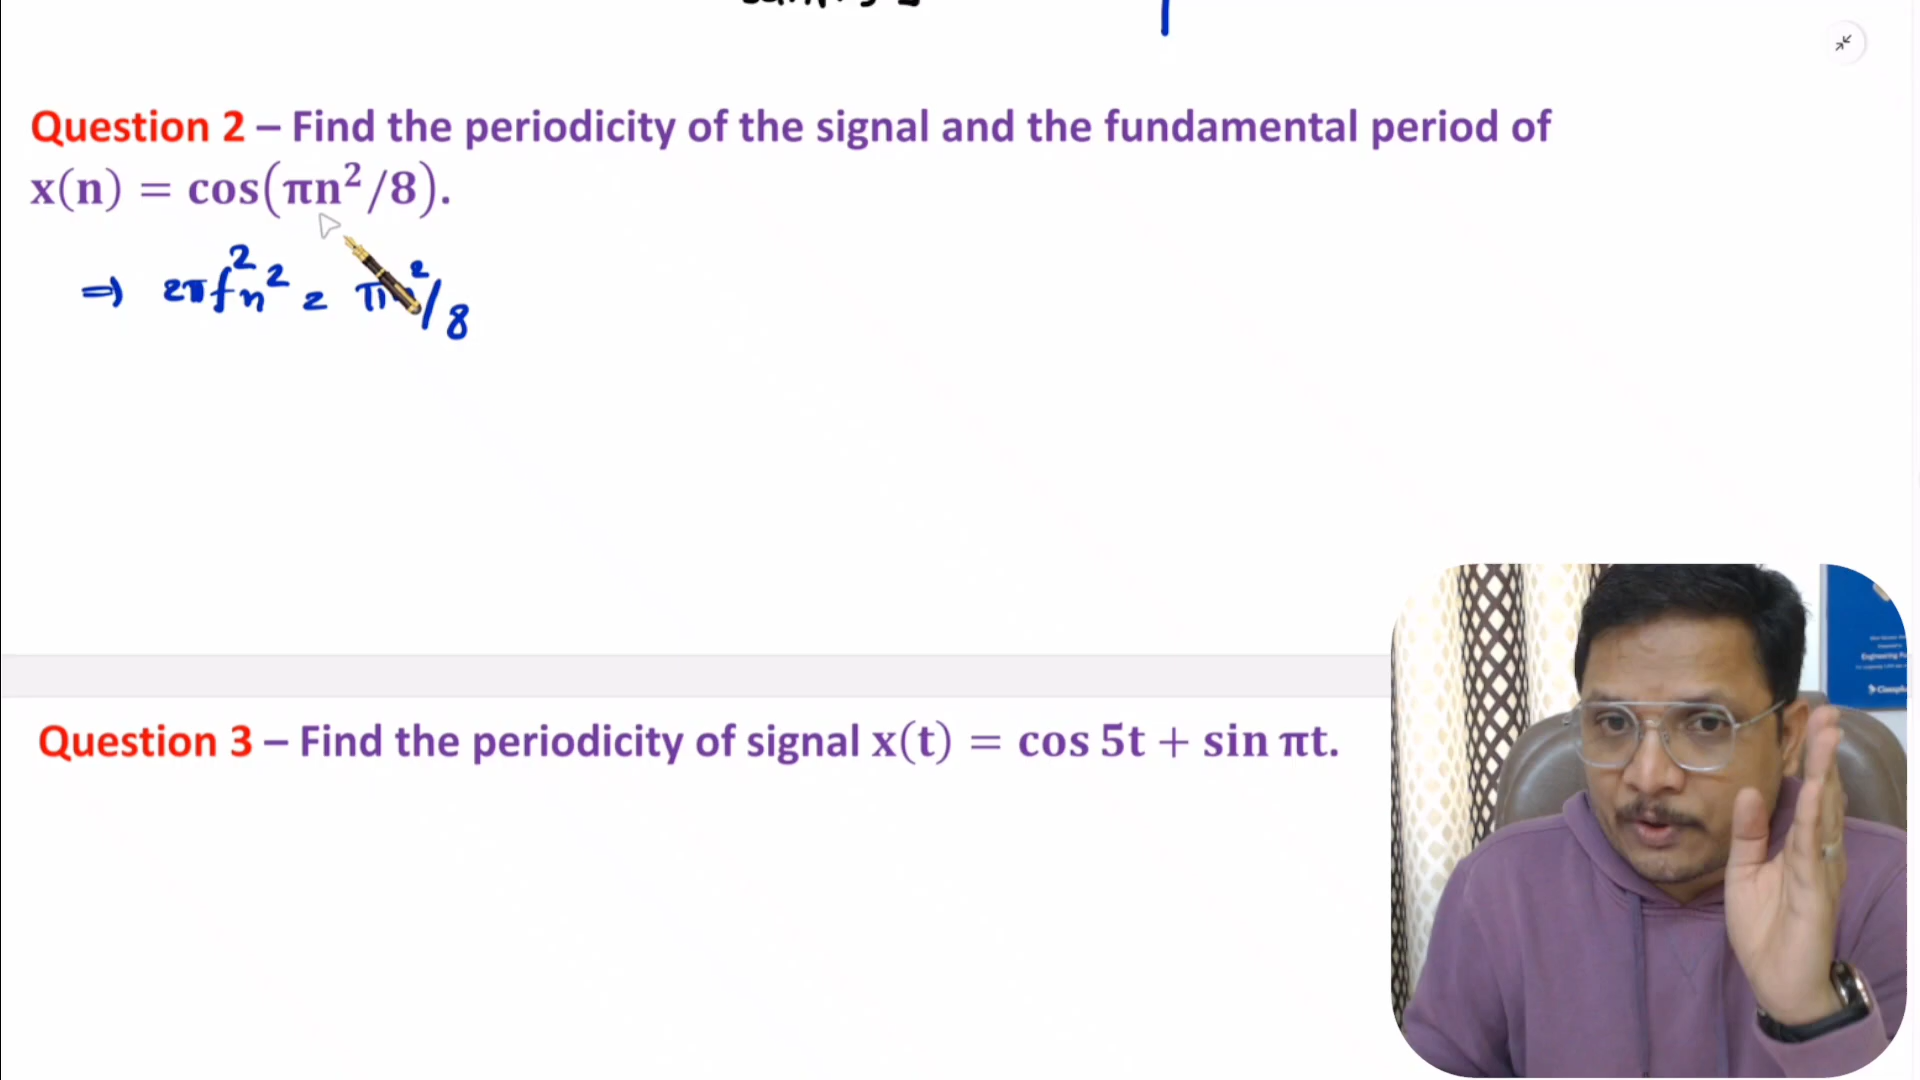 Question 2 – Find the periodicity of the signal and the fundamental period of
x(n) = cos(πn²/8).
⇒ 2πf²n² = πn²/8
Question 3 – Find the periodicity of signal x(t) = cos 5t + sin πt.